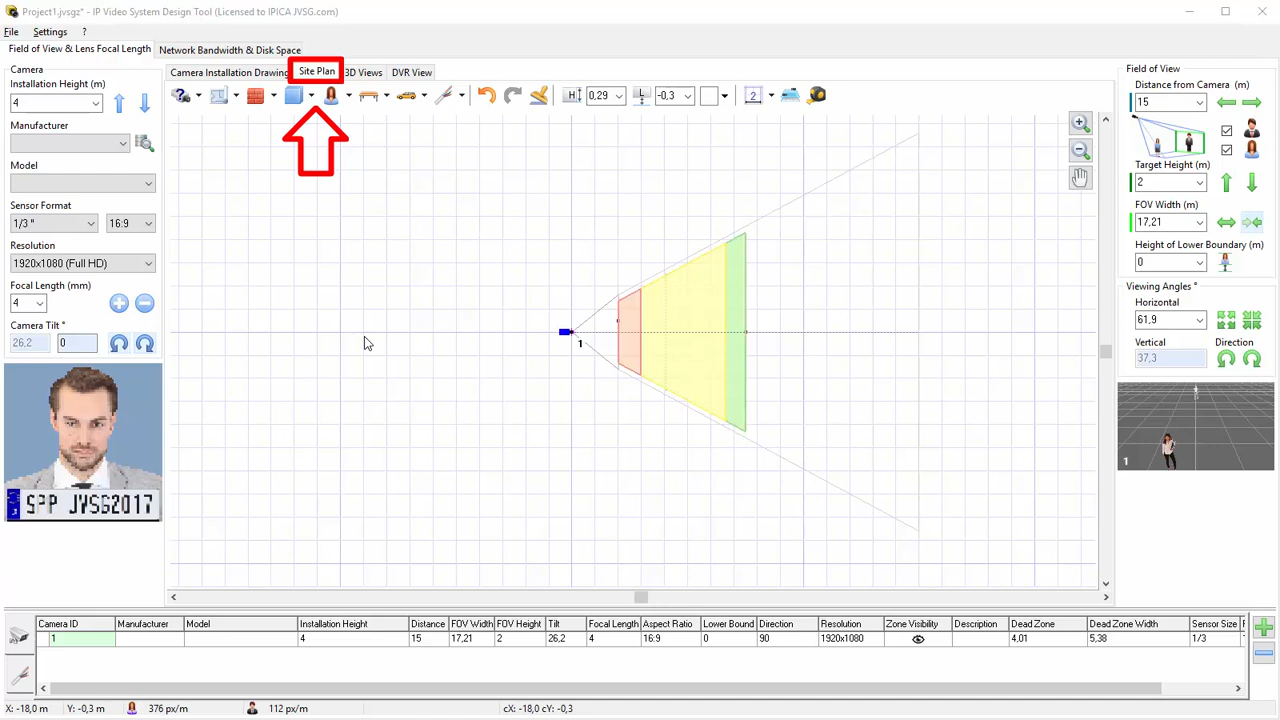 Project1.jvsgz* - IP Video System Design Tool (Licensed to IPICA JVSG.com)
File Settings ?
Field of View & Lens Focal Length Network Bandwidth & Disk Space
Camera
Installation Height (m)
4
Manufacturer
Model
Sensor Format
1/3 " 16:9
Resolution
1920x1080 (Full HD)
Focal Length (mm)
4
Camera Tilt °
26,2 0
JVSG2017
Camera Installation Drawing Site Plan 3D Views DVR View
H 0,29 L -0,3 2
1
Field of View
Distance from Camera (m)
15
Target Height (m)
2
FOV Width (m)
17,21
Height of Lower Boundary (m)
0
Viewing Angles °
Horizontal
61,9
Vertical Direction
37,3
1
Camera ID Manufacturer Model Installation Height Distance FOV Width FOV Height Tilt Focal Length Aspect Ratio Lower Bound Direction Resolution Zone Visibility Description Dead Zone Dead Zone Width Sensor Size
1 4 15 17,21 2 26,2 4 16:9 0 90 1920x1080 4,01 5,38 1/3
X: -18,0 m Y: -0,3 m 376 px/m 112 px/m cX: -18,0 cY: -0,3